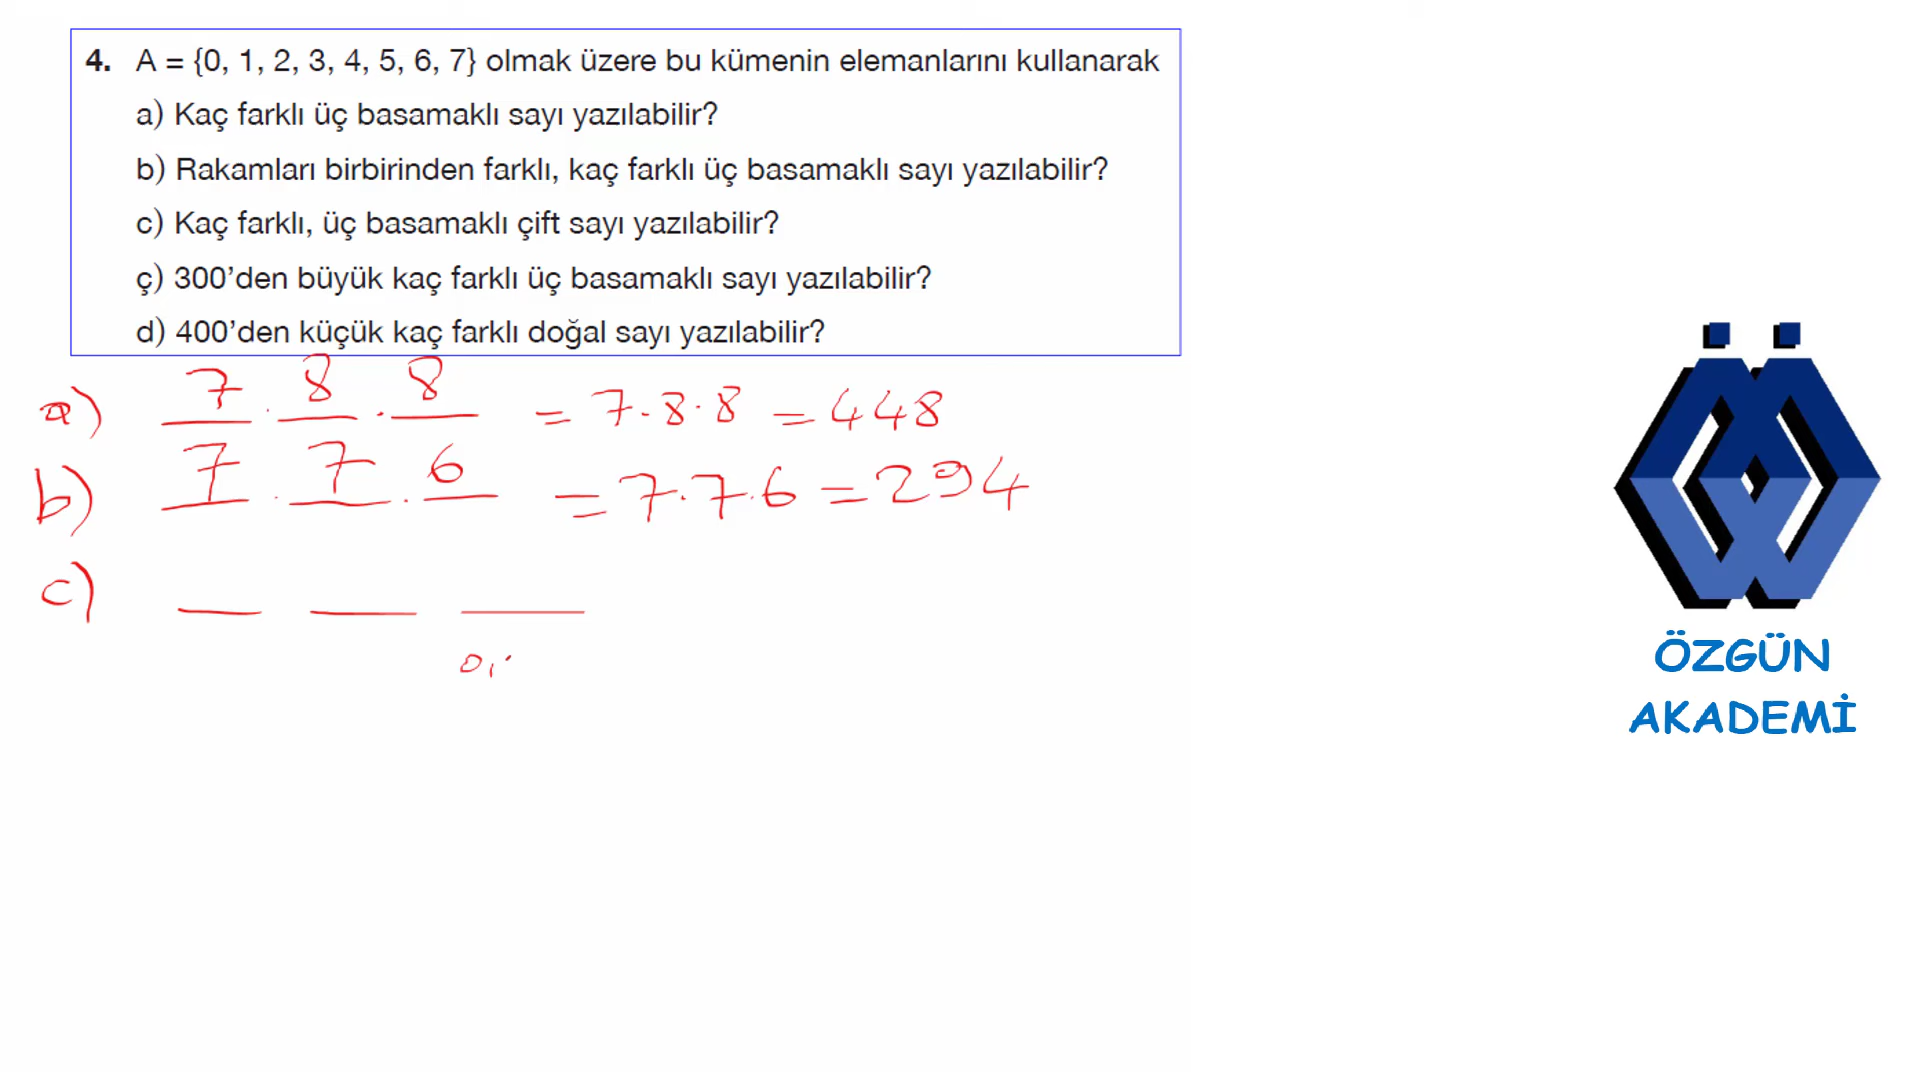 4. A = {0, 1, 2, 3, 4, 5, 6, 7} olmak üzere bu kümenin elemanlarını kullanarak
a) Kaç farklı üç basamaklı sayı yazılabilir?
b) Rakamları birbirinden farklı, kaç farklı üç basamaklı sayı yazılabilir?
c) Kaç farklı, üç basamaklı çift sayı yazılabilir?
ç) 300’den büyük kaç farklı üç basamaklı sayı yazılabilir?
d) 400’den küçük kaç farklı doğal sayı yazılabilir?
a) 7 . 8 . 8 = 7.8.8 = 448
b) 7 . 7 . 6 = 7.7.6 = 294
c)
0,
ÖZGÜN
AKADEMİ